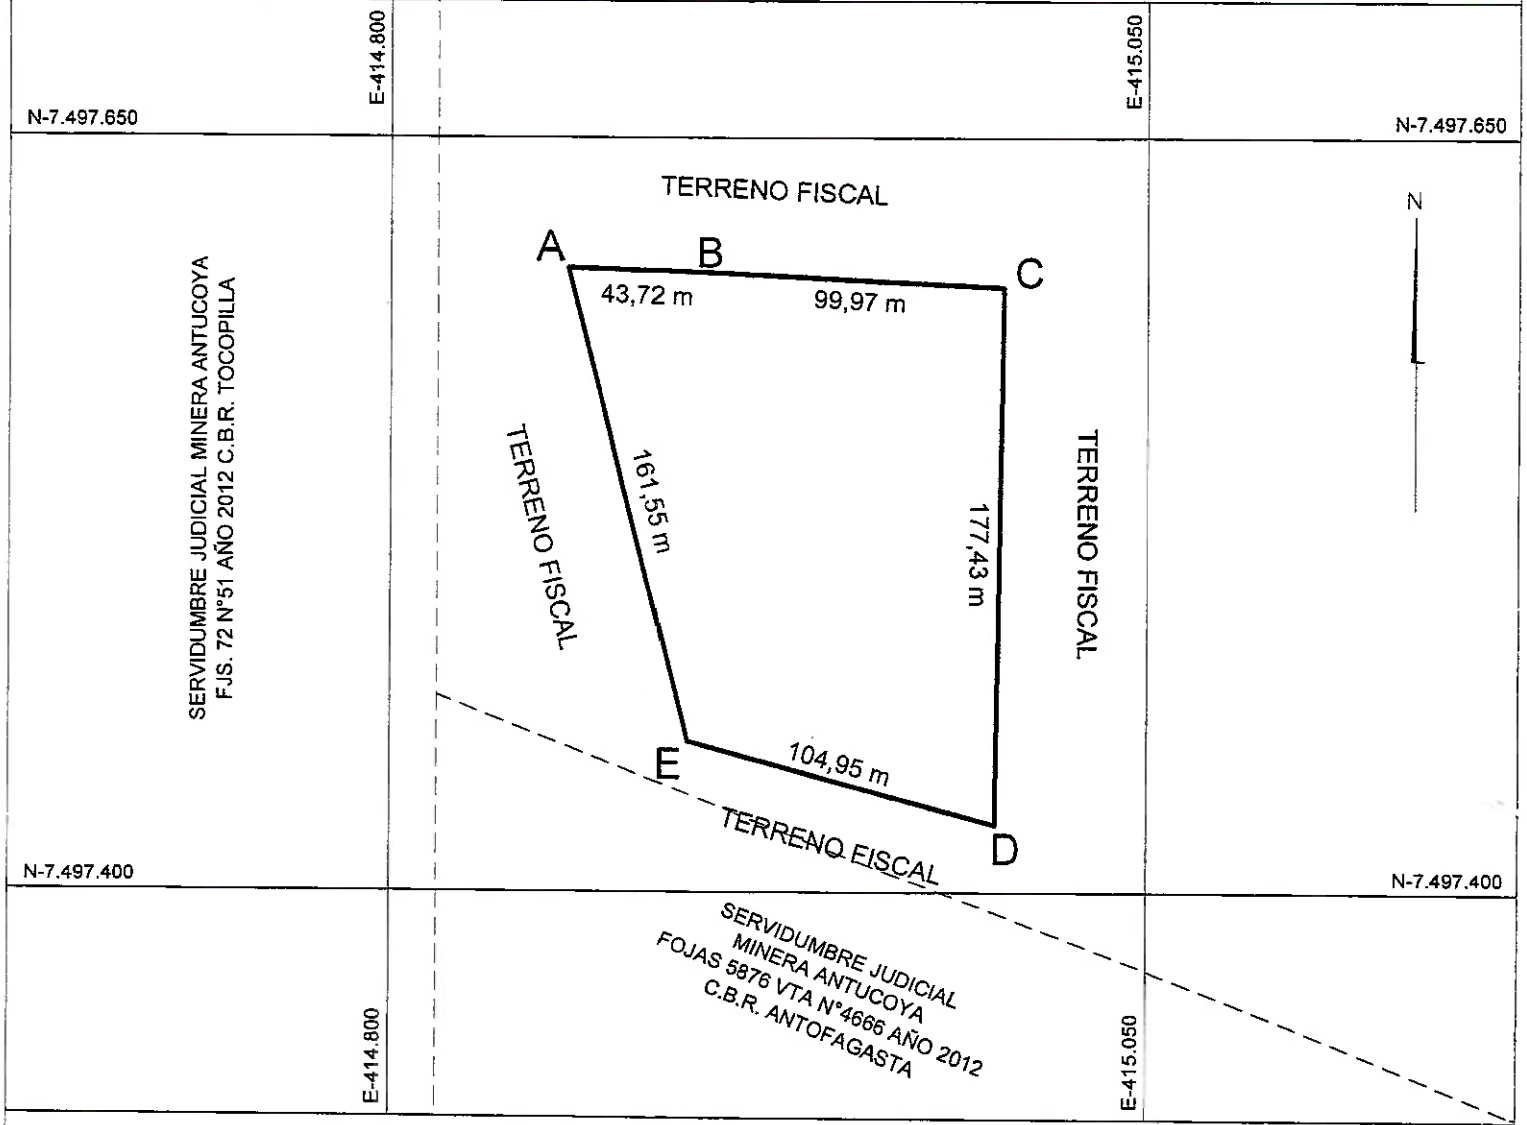 E-414.800
E-415.050
N-7.497.650
N-7.497.650
TERRENO FISCAL
N
A
B
C
43,72 m
99,97 m
SERVIDUMBRE JUDICIAL MINERA ANTUCOYA
FJS. 72 N°51 AÑO 2012 C.B.R. TOCOPILLA
TERRENO FISCAL
161,55 m
177,43 m
TERRENO FISCAL
E
104,95 m
D
TERRENO FISCAL
N-7.497.400
N-7.497.400
SERVIDUMBRE JUDICIAL
MINERA ANTUCOYA
FOJAS 5876 VTA N°4666 AÑO 2012
C.B.R. ANTOFAGASTA
E-414.800
E-415.050